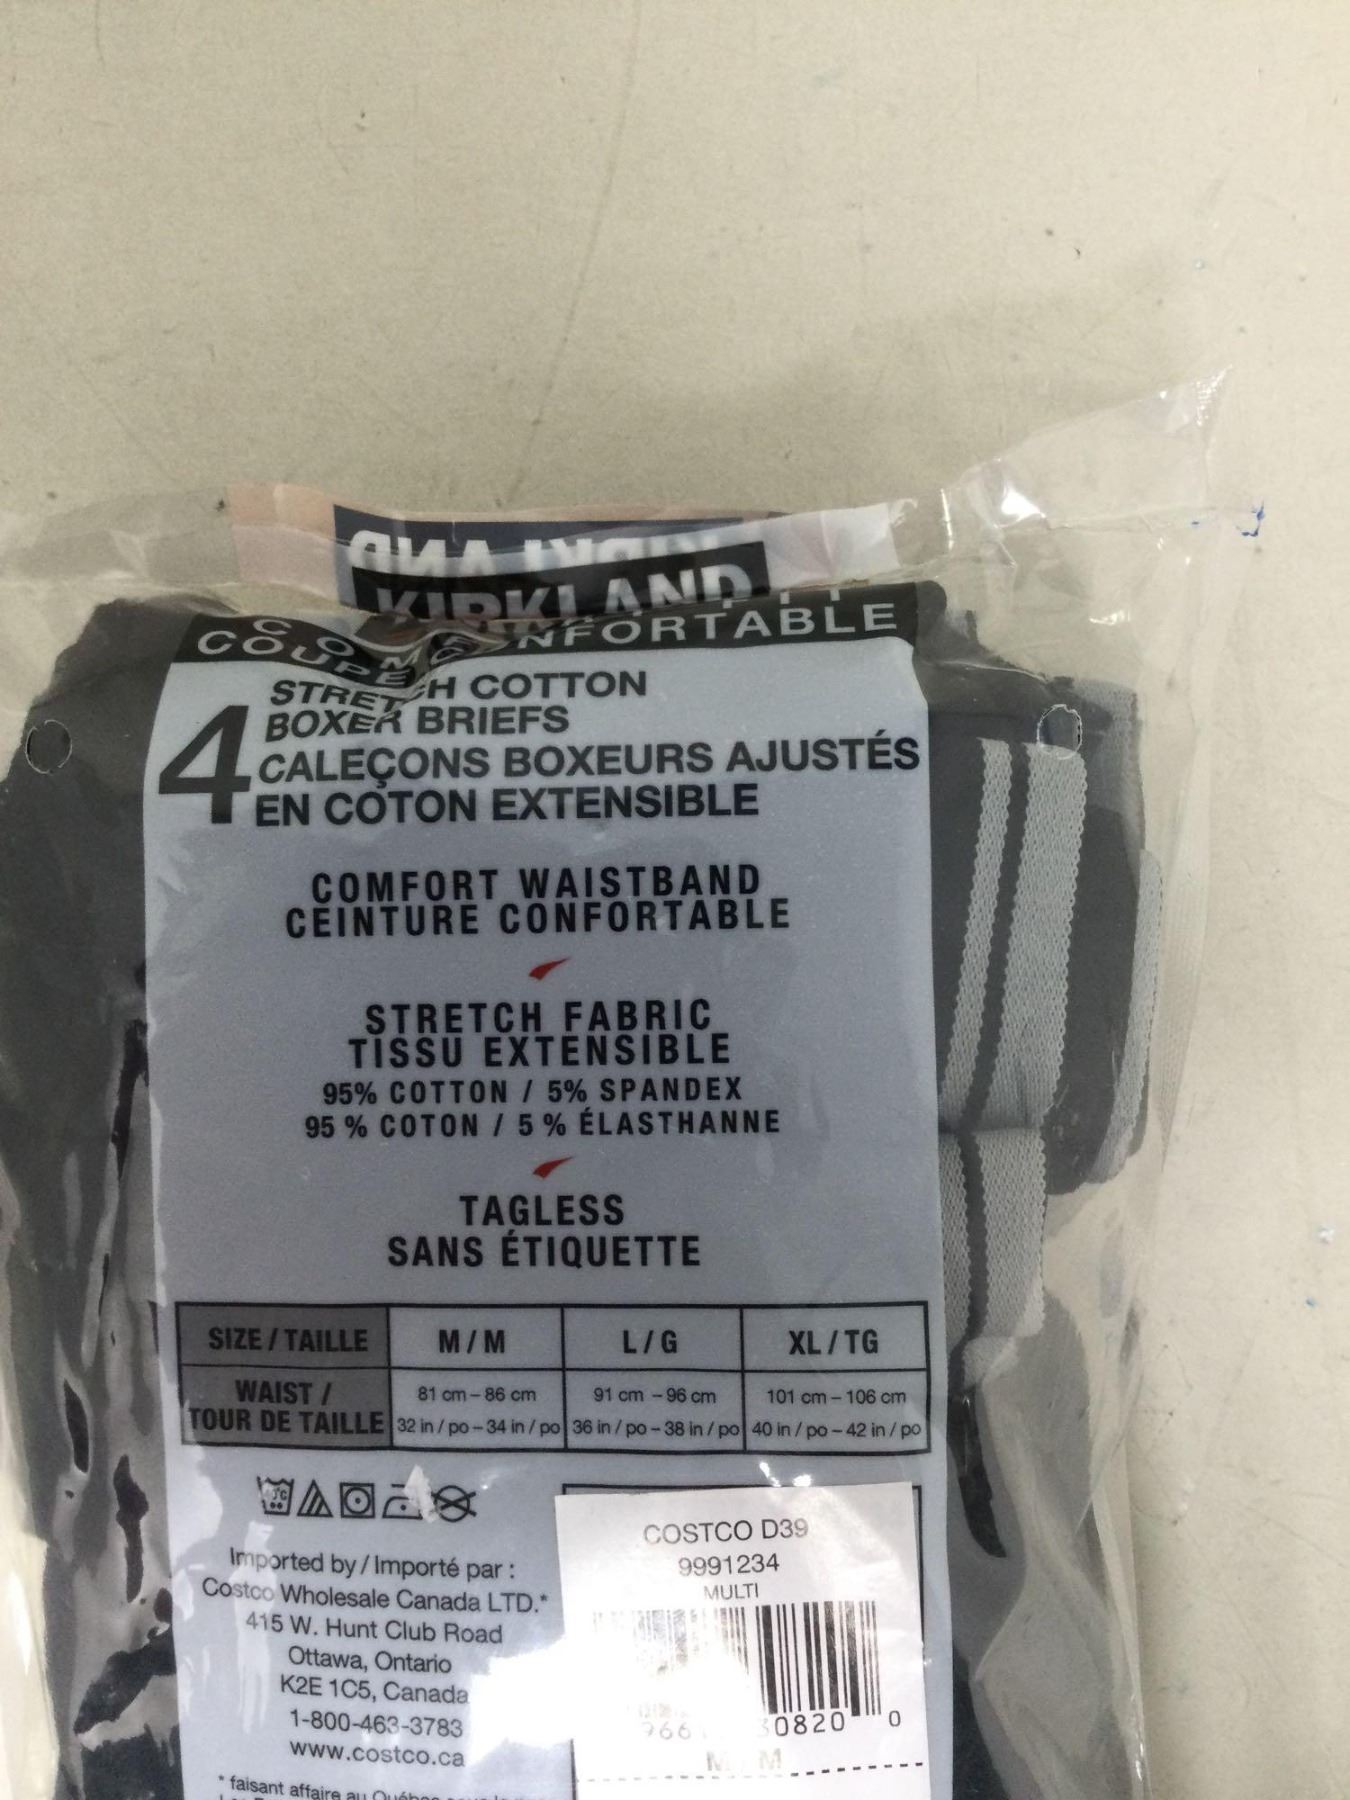 KIRKLAND
KIRKLAND
COUPE CONFORTABLE
4
STRETCH COTTON
BOXER BRIEFS
CALEÇONS BOXEURS AJUSTÉS
EN COTON EXTENSIBLE
COMFORT WAISTBAND
CEINTURE CONFORTABLE
STRETCH FABRIC
TISSU EXTENSIBLE
95% COTTON / 5% SPANDEX
95 % COTON / 5 % ÉLASTHANNE
TAGLESS
SANS ÉTIQUETTE
SIZE / TAILLE M / M L / G XL / TG
WAIST / 81 cm – 86 cm 91 cm – 96 cm 101 cm – 106 cm
TOUR DE TAILLE 32 in / po – 34 in / po 36 in / po – 38 in / po 40 in / po – 42 in / po
Imported by / Importé par :
Costco Wholesale Canada LTD.*
415 W. Hunt Club Road
Ottawa, Ontario
K2E 1C5, Canada
1-800-463-3783
www.costco.ca
* faisant affaire au Québec
COSTCO D39
9991234
MULTI
966 30820 0
M M